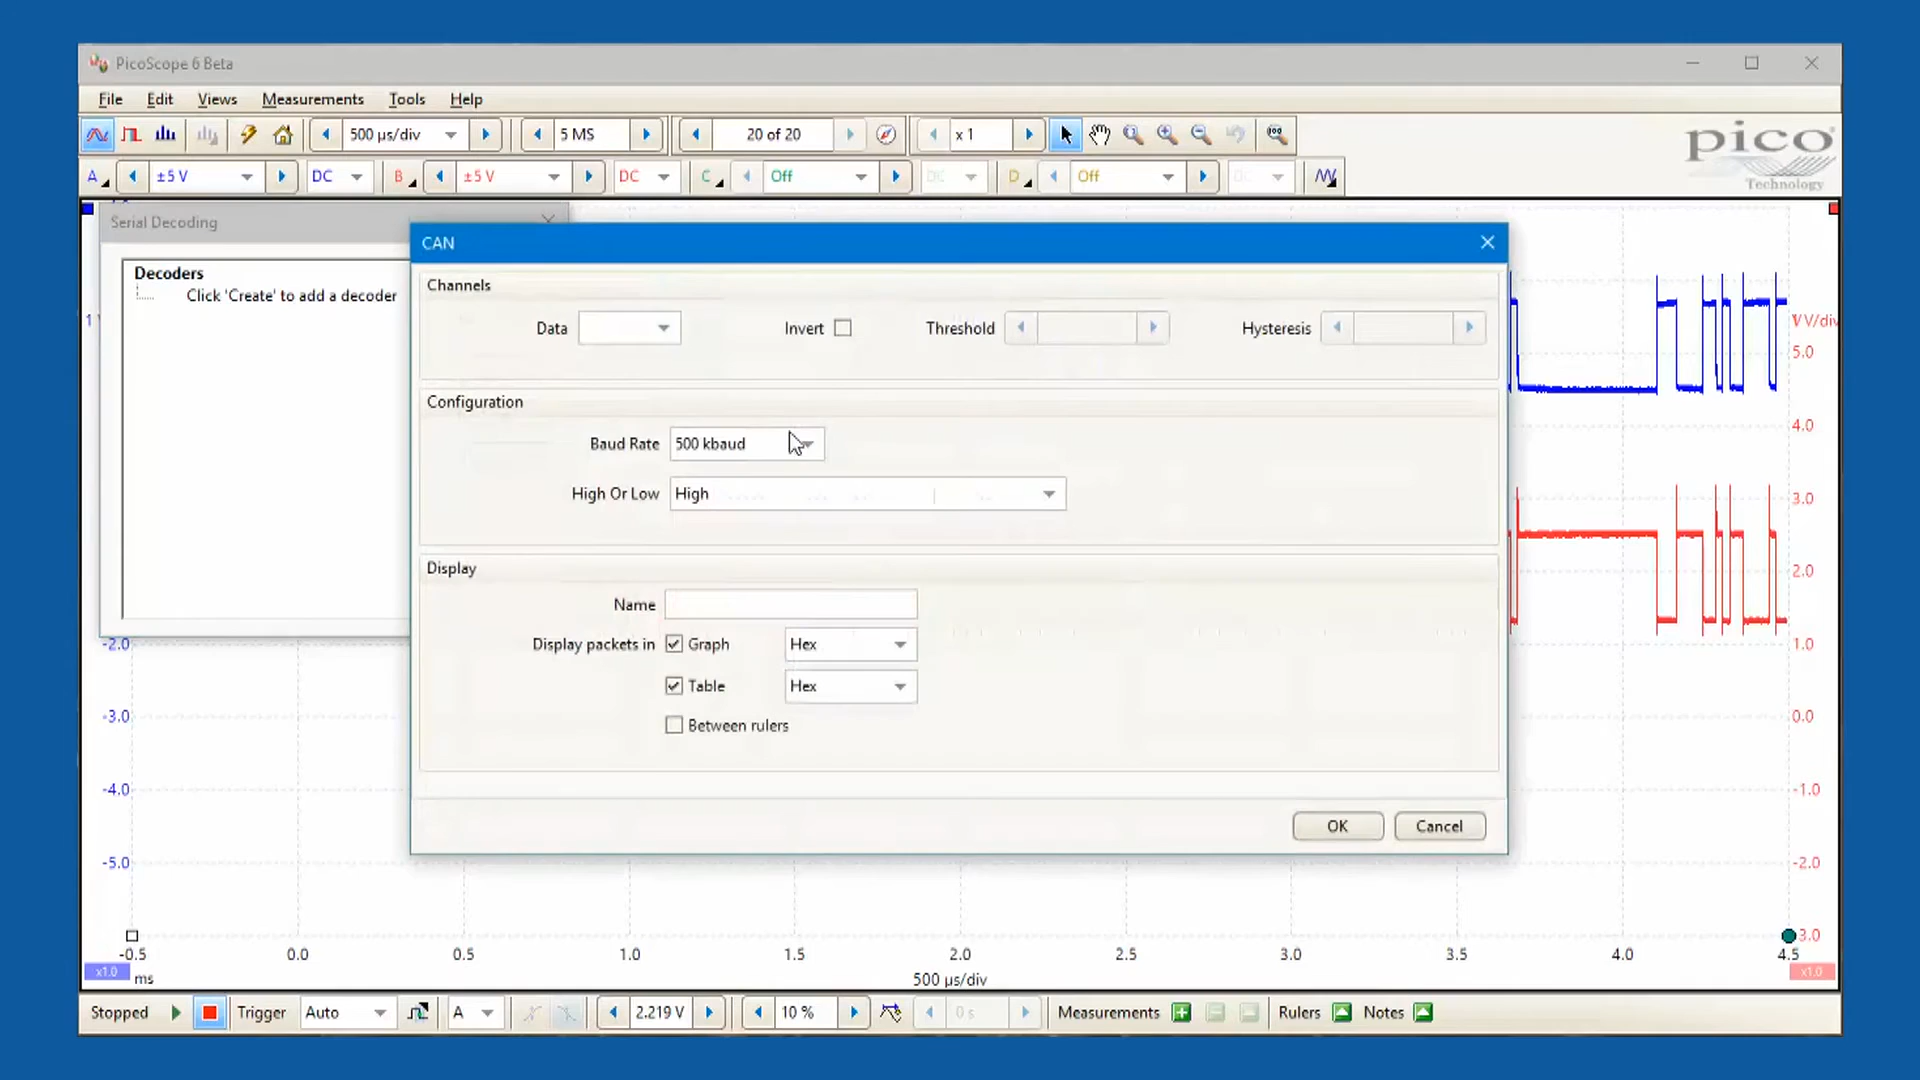 PicoScope 6 Beta
File Edit Views Measurements Tools Help
500 µs/div 5 MS 20 of 20 x 1
pico
Technology
A ±5 V DC B ±5 V DC C Off DC D Off
Serial Decoding
Decoders
Click 'Create' to add a decoder
CAN
Channels
Data Invert Threshold Hysteresis
Configuration
Baud Rate 500 kbaud
High Or Low High
Display
Name
Display packets in Graph Hex
Table Hex
Between rulers
OK Cancel
V/div
5.0
4.0
3.0
2.0
1.0
0.0
-1.0
-2.0
-3.0
-2.0
-3.0
-4.0
-5.0
-0.5 0.0 0.5 1.0 1.5 2.0 2.5 3.0 3.5 4.0 4.5
x1.0 ms 500 µs/div x1.0
Stopped Trigger Auto A 2.219 V 10 % 0 s Measurements Rulers Notes